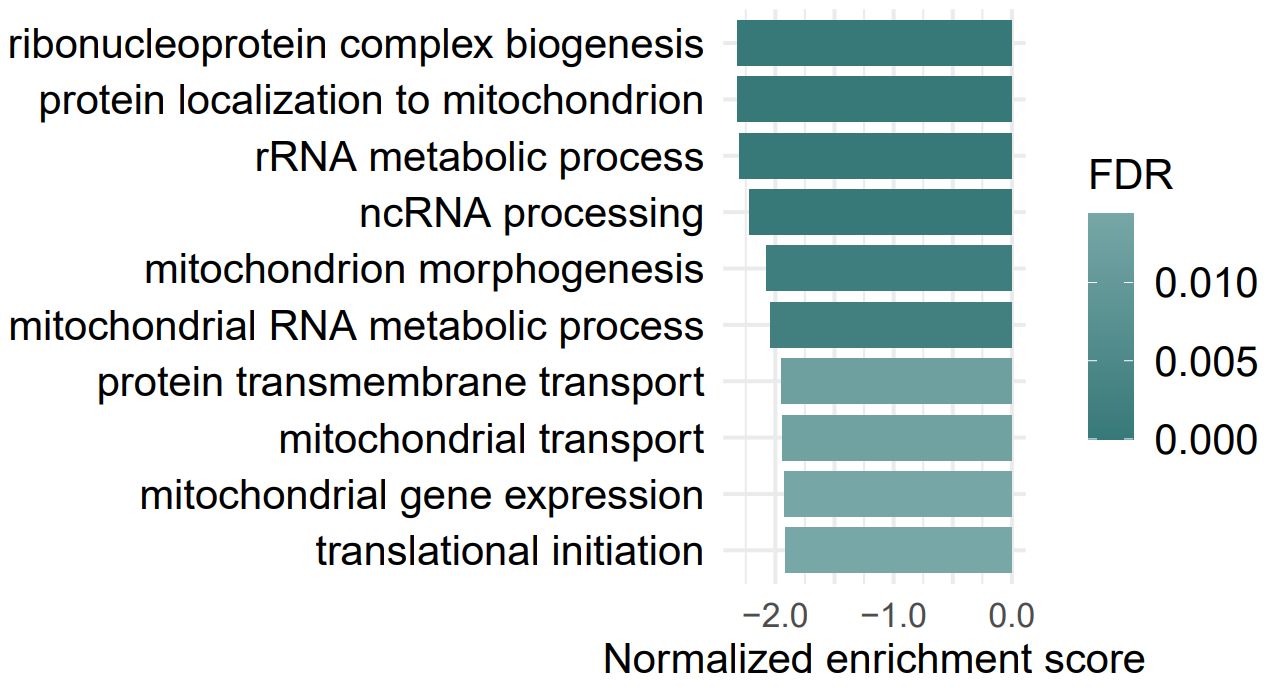 ribonucleoprotein complex biogenesis
protein localization to mitochondrion
rRNA metabolic process
ncRNA processing
mitochondrion morphogenesis
mitochondrial RNA metabolic process
protein transmembrane transport
mitochondrial transport
mitochondrial gene expression
translational initiation
−2.0 −1.0 0.0
Normalized enrichment score
FDR
0.010
0.005
0.000